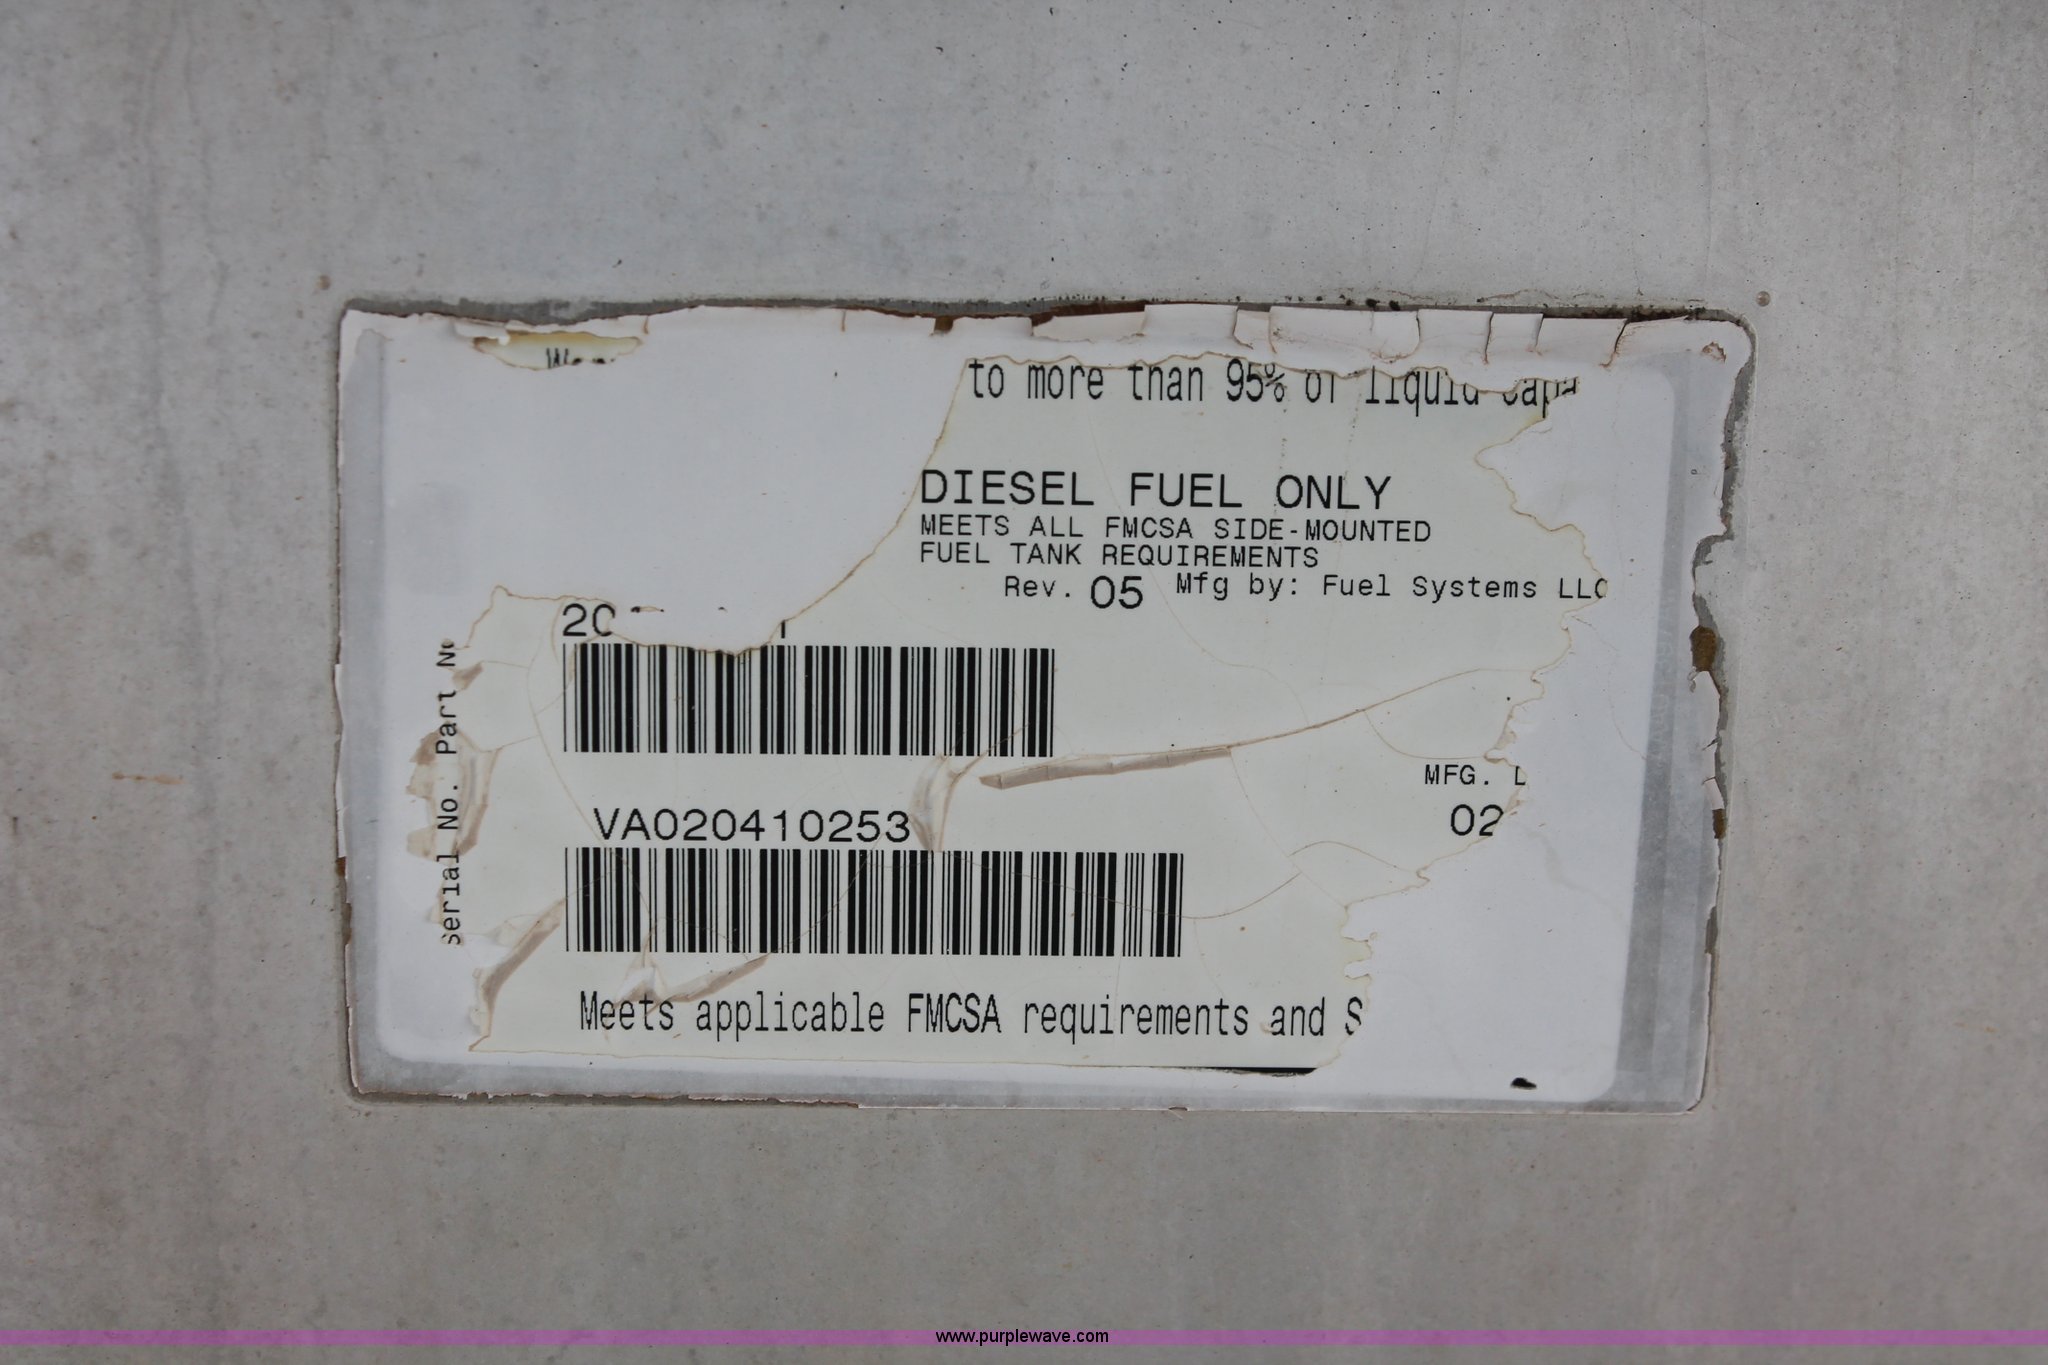 to more than 95% of liquid
DIESEL FUEL ONLY
MEETS ALL FMCSA SIDE-MOUNTED
FUEL TANK REQUIREMENTS
Rev. 05 Mfg by: Fuel Systems LLC
Part
Serial No.
VA020410253
MFG.
02
Meets applicable FMCSA requirements and S
www.purplewave.com